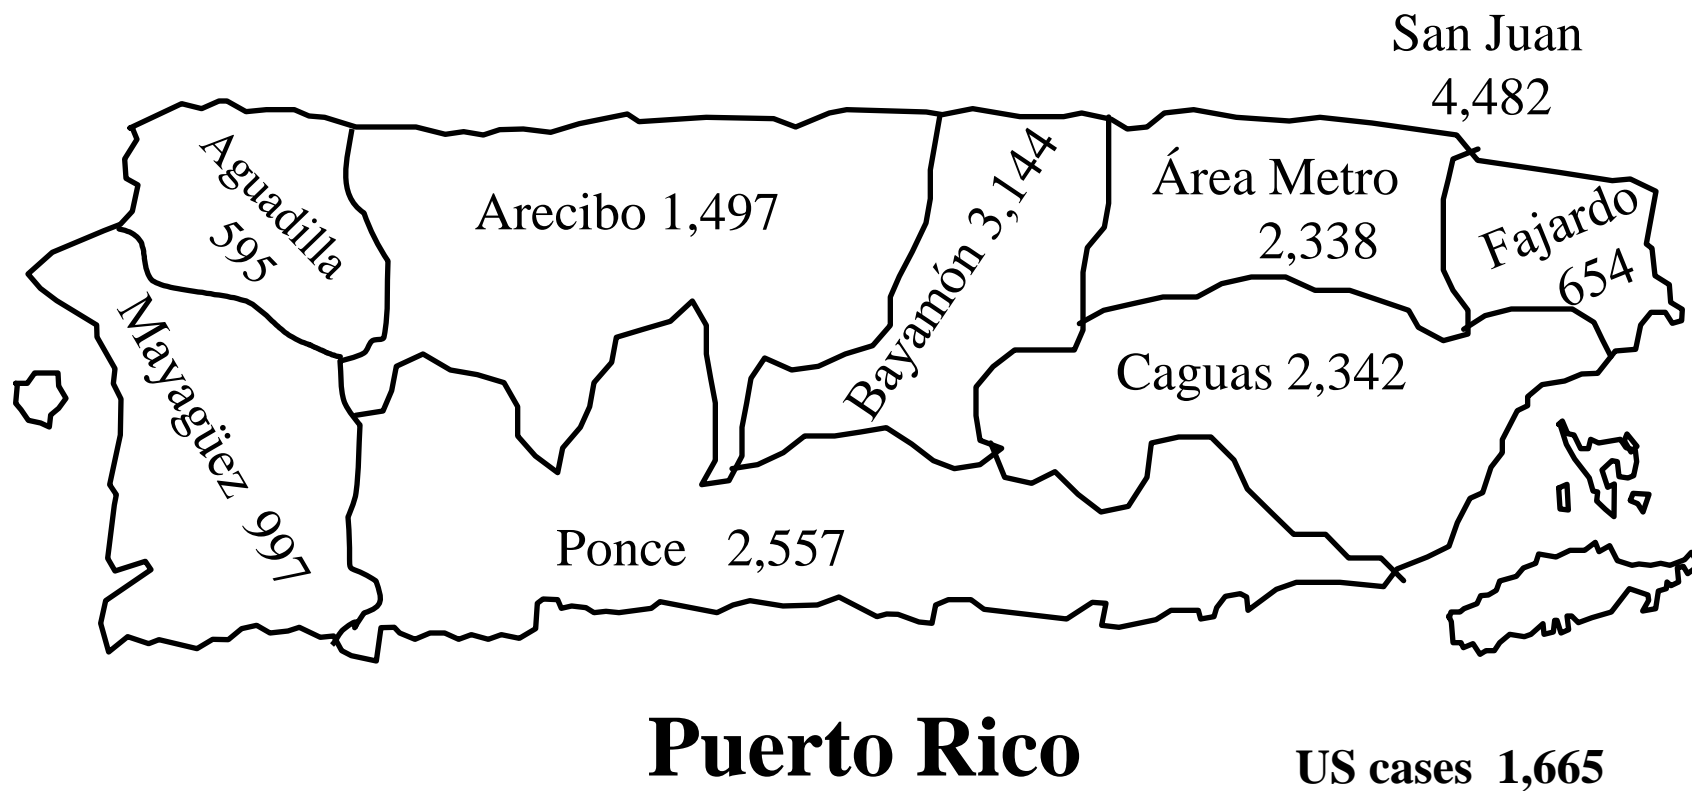 San Juan
4,482
Aguadilla
595
Arecibo 1,497
Bayamón 3,144
Área Metro
2,338
Fajardo
654
Mayagüez 997
Caguas 2,342
Ponce 2,557
Puerto Rico
US cases 1,665